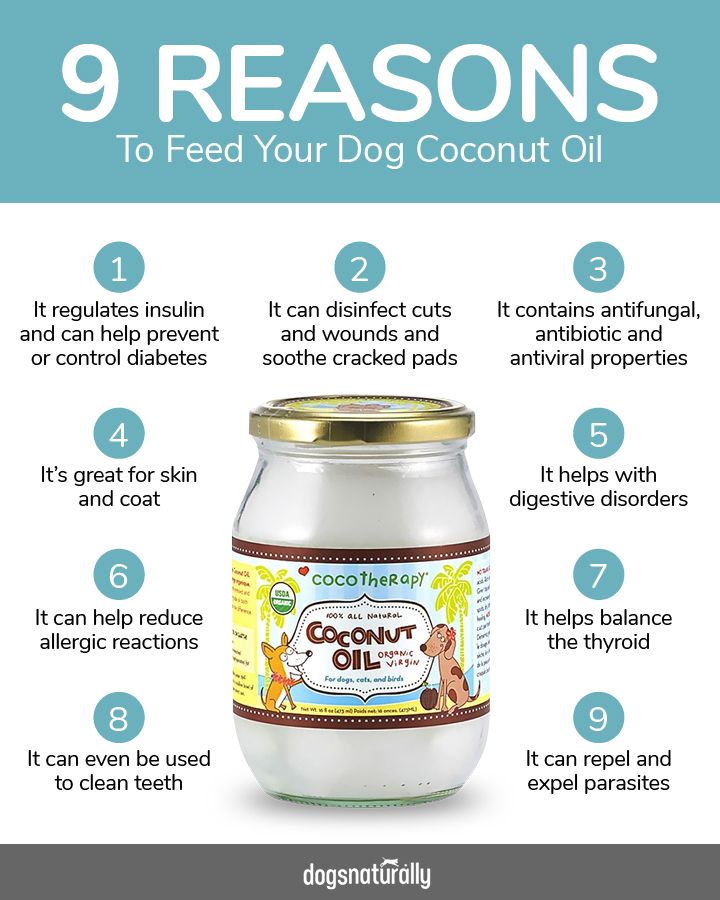 9 REASONS
To Feed Your Dog Coconut Oil
1
It regulates insulin
and can help prevent
or control diabetes
2
It can disinfect cuts
and wounds and
soothe cracked pads
3
It contains antifungal,
antibiotic and
antiviral properties
4
It's great for skin
and coat
5
It helps with
digestive disorders
6
It can help reduce
allergic reactions
7
It helps balance
the thyroid
8
It can even be used
to clean teeth
9
It can repel and
expel parasites
COCOTHERAPY
USDA
ORGANIC
100% ALL NATURAL
COCONUT
OIL ORGANIC
VIRGIN
For dogs, cats, and birds
Net Wt. 16 fl oz (473 ml) Poids net: 16 onces. (473ML)
dogsnaturally